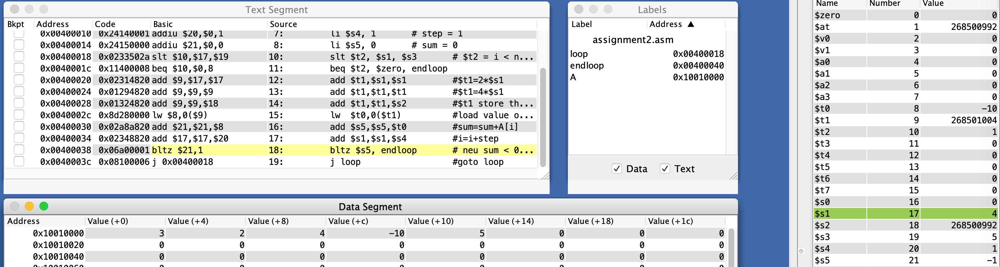 Text Segment
Bkpt Address Code Basic Source
0x00400010 0x24140001 addiu $20,$0,1 7: li $s4, 1 # step = 1
0x00400014 0x24150000 addiu $21,$0,0 8: li $s5, 0 # sum = 0
0x00400018 0x0233502a slt $10,$17,$19 10: slt $t2, $s1, $s3 # $t2 = i < n...
0x0040001c 0x11400008 beq $10,$0,8 11: beq $t2, $zero, endloop
0x00400020 0x02314820 add $9,$17,$17 12: add $t1,$s1,$s1 #$t1=2*$s1
0x00400024 0x01294820 add $9,$9,$9 13: add $t1,$t1,$t1 #$t1=4*$s1
0x00400028 0x01324820 add $9,$9,$18 14: add $t1,$t1,$s2 #$t1 store th...
0x0040002c 0x8d280000 lw $8,0($9) 15: lw $t0,0($t1) #load value o...
0x00400030 0x02a8a820 add $21,$21,$8 16: add $s5,$s5,$t0 #sum=sum+A[i]
0x00400034 0x02348820 add $17,$17,$20 17: add $s1,$s1,$s4 #i=i+step
0x00400038 0x06a00001 bltz $21,1 18: bltz $s5, endloop # neu sum < 0...
0x0040003c 0x08100006 j 0x00400018 19: j loop #goto loop
Labels
Label Address ▲
assignment2.asm
loop 0x00400018
endloop 0x00400040
A 0x10010000
Data Text
Data Segment
Address Value (+0) Value (+4) Value (+8) Value (+c) Value (+10) Value (+14) Value (+18) Value (+1c)
0x10010000 3 2 4 -10 5 0 0 0
0x10010020 0 0 0 0 0 0 0 0
0x10010040 0 0 0 0 0 0 0 0
Name Number Value
$zero 0 0
$at 1 268500992
$v0 2 0
$v1 3 0
$a0 4 0
$a1 5 0
$a2 6 0
$a3 7 0
$t0 8 -10
$t1 9 268501004
$t2 10 1
$t3 11 0
$t4 12 0
$t5 13 0
$t6 14 0
$t7 15 0
$s0 16 0
$s1 17 4
$s2 18 268500992
$s3 19 5
$s4 20 1
$s5 21 -1